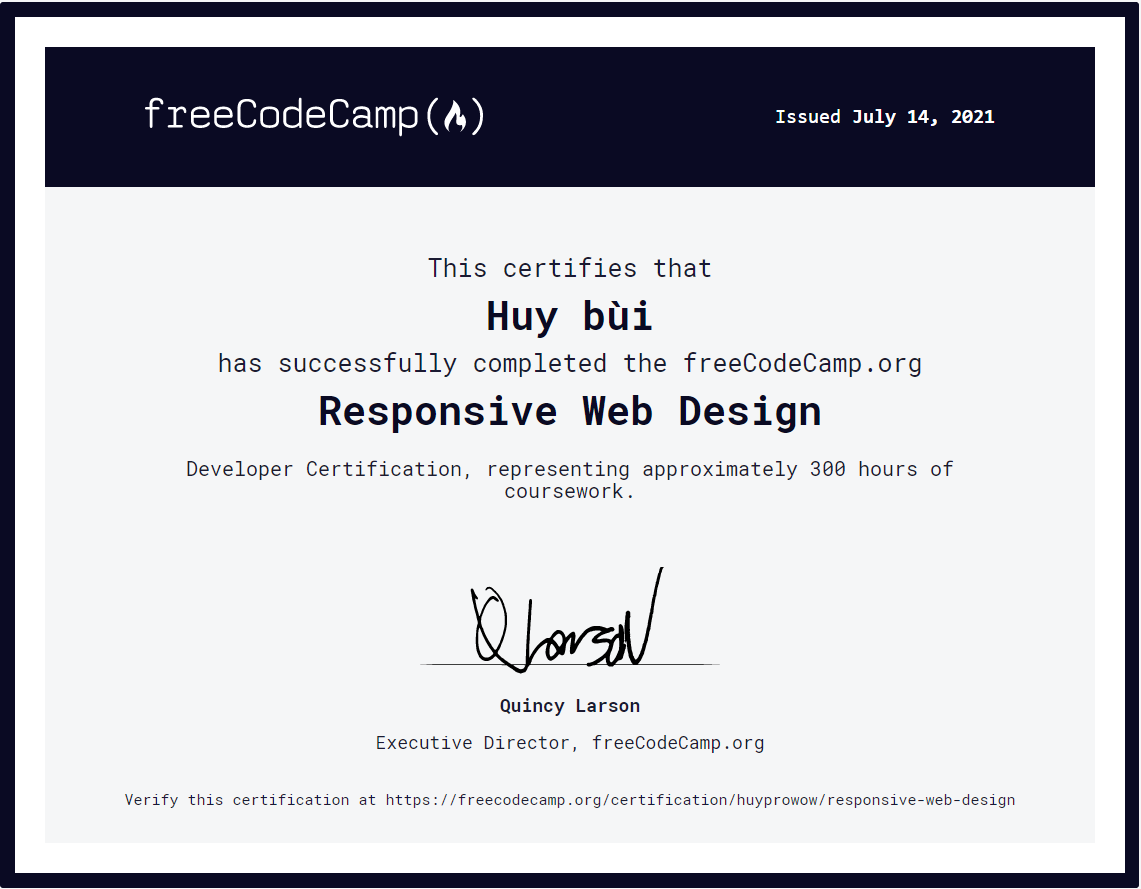 freeCodeCamp(🔥)
Issued July 14, 2021
This certifies that
Huy bùi
has successfully completed the freeCodeCamp.org
Responsive Web Design
Developer Certification, representing approximately 300 hours of
coursework.
Q Larson
Quincy Larson
Executive Director, freeCodeCamp.org
Verify this certification at https://freecodecamp.org/certification/huyprowow/responsive-web-design